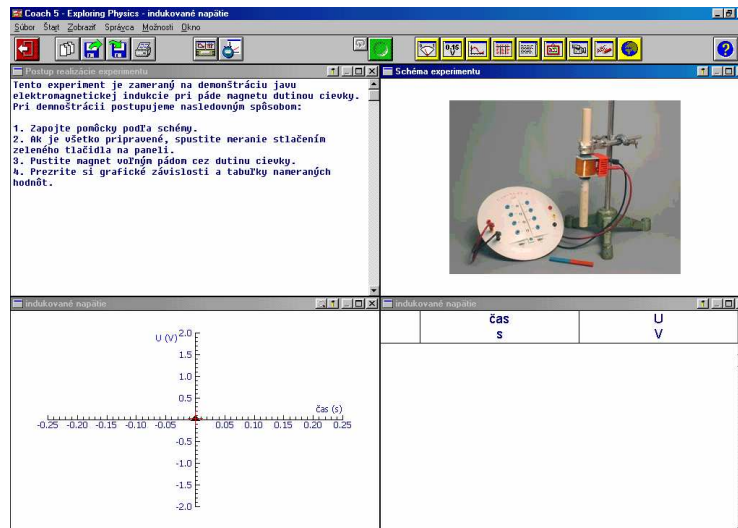 Coach 5 - Exploring Physics - indukované napätie
Súbor Štart Zobraziť Správca Možnosti Okno
0.15
?
Postup realizácie experimentu
Tento experiment je zameraný na demonštráciu javu
elektromagnetickej indukcie pri páde magnetu dutinou cievky.
Pri demnoštrácii postupujeme nasledovným spôsobom:
1. Zapojte pomôcky podľa schémy.
2. Ak je všetko pripravené, spustite meranie stlačením
zeleného tlačidla na paneli.
3. Pustite magnet voľným pádom cez dutinu cievky.
4. Prezrite si grafické závislosti a tabuľky nameraných
hodnôt.
Schéma experimentu
indukované napätie
U (V)
2.0
1.5
1.0
0.5
čas (s)
-0.25 -0.20 -0.15 -0.10 -0.05 0.05 0.10 0.15 0.20 0.25
-0.5
-1.0
-1.5
-2.0
indukované napätie
čas U
s V